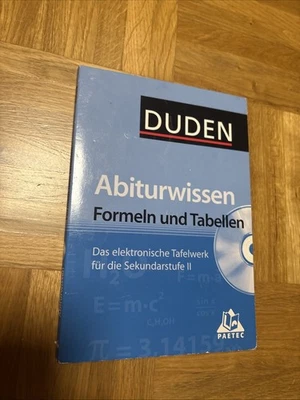 DUDEN
Abiturwissen
Formeln und Tabellen
Das elektronische Tafelwerk
für die Sekundarstufe II
E=m·c²
π = 3,1415
PAETEC